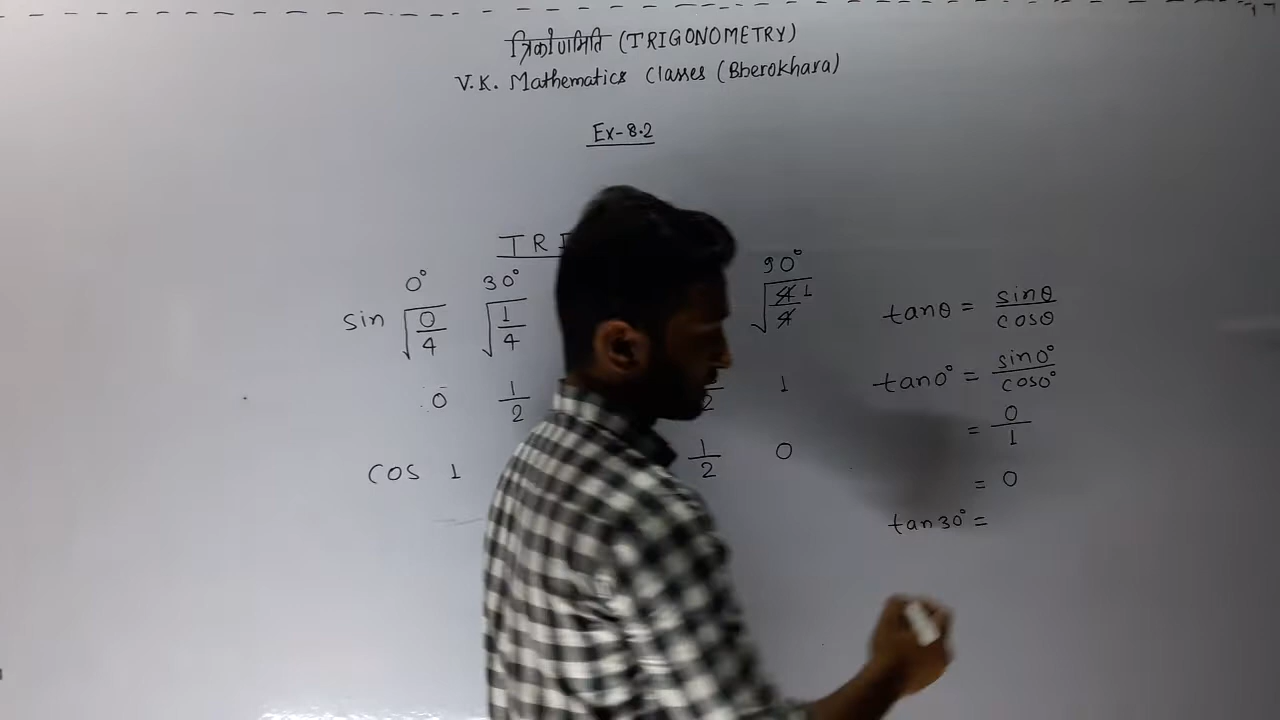 त्रिकोणमिति (TRIGONOMETRY)
V.K. Mathematics Classes (Bherokhara)
Ex-8.2
TRI
0° 30° 90°
sin √0/4 √1/4 √4/4 1
0 1/2 1
cos 1 1/2 0
tanθ = sinθ/cosθ
tan0° = sin0°/cos0°
= 0/1
= 0
tan30° =